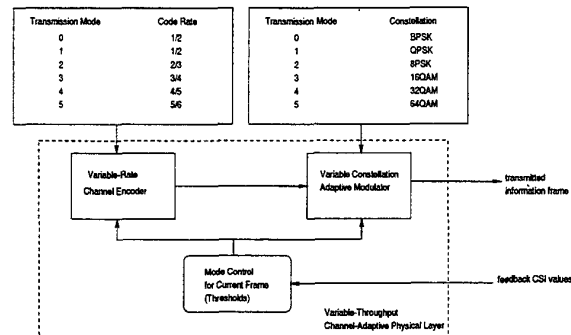 Transmission Mode Code Rate
0 1/2
1 1/2
2 2/3
3 3/4
4 4/5
5 5/6
Transmission Mode Constellation
0 BPSK
1 QPSK
2 8PSK
3 16QAM
4 32QAM
5 64QAM
Variable-Rate
Channel Encoder
Variable Constellation
Adaptive Modulator
transmitted
information frame
Mode Control
for Current Frame
(Thresholds)
feedback CSI values
Variable-Throughput
Channel-Adaptive Physical Layer